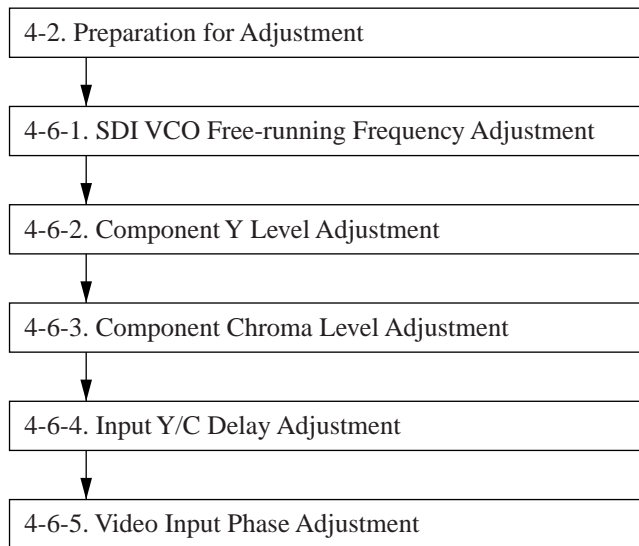 4-2. Preparation for Adjustment
4-6-1. SDI VCO Free-running Frequency Adjustment
4-6-2. Component Y Level Adjustment
4-6-3. Component Chroma Level Adjustment
4-6-4. Input Y/C Delay Adjustment
4-6-5. Video Input Phase Adjustment